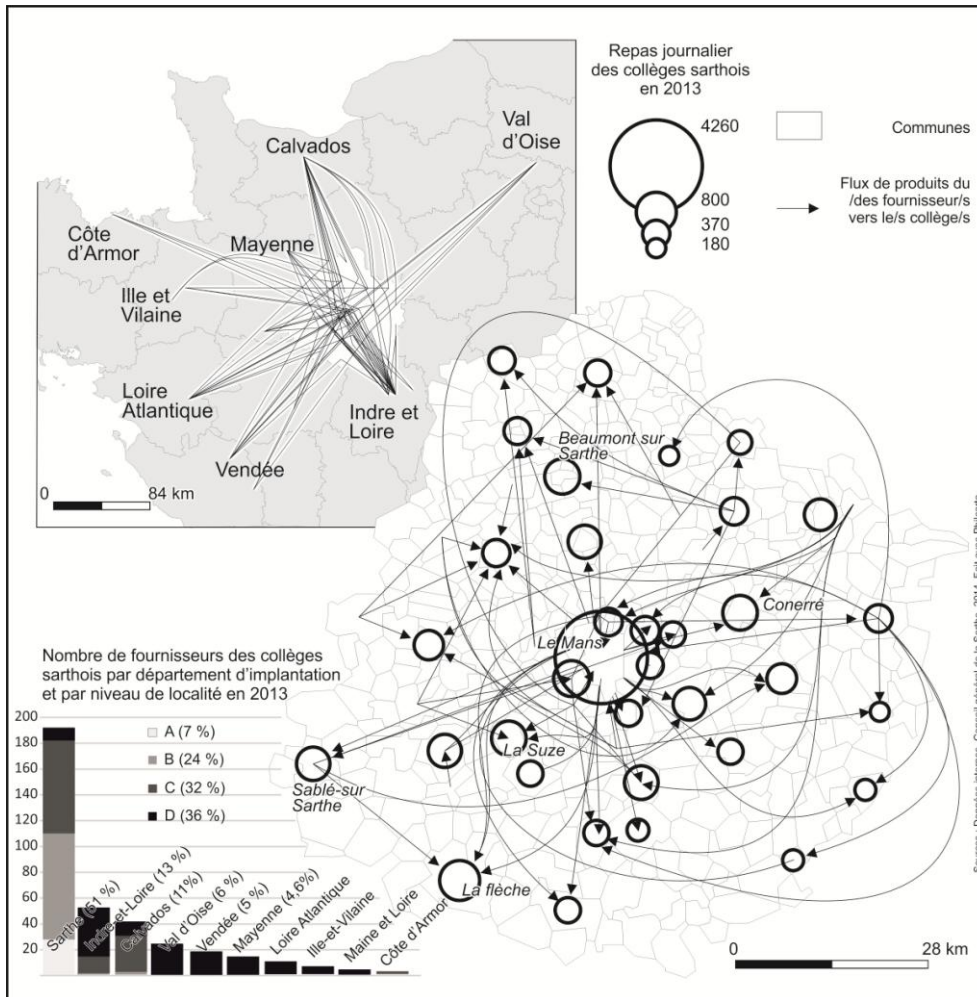 Calvados
Val
d'Oise
Côte
d'Armor
Mayenne
Ille et
Vilaine
Loire
Atlantique
Indre et
Loire
Vendée
0
84 km
Repas journalier
des collèges sarthois
en 2013
4260
800
370
180
Communes
Flux de produits du
/des fournisseur/s
vers le/s collège/s
Beaumont sur
Sarthe
Conerré
Le Mans
La Suze
Sablé-sur
Sarthe
La flèche
0
28 km
Nombre de fournisseurs des collèges
sarthois par département d'implantation
et par niveau de localité en 2013
200
180
160
140
120
100
80
60
40
20
0
A (7 %)
B (24 %)
C (32 %)
D (36 %)
Sarthe (61 %)
Indre-et-Loire (13 %)
Calvados (11%)
Val d'Oise (6 %)
Vendée (5 %)
Mayenne (4,6%)
Loire Atlantique
Ille-et-Vilaine
Maine et Loire
Côte d'Armor